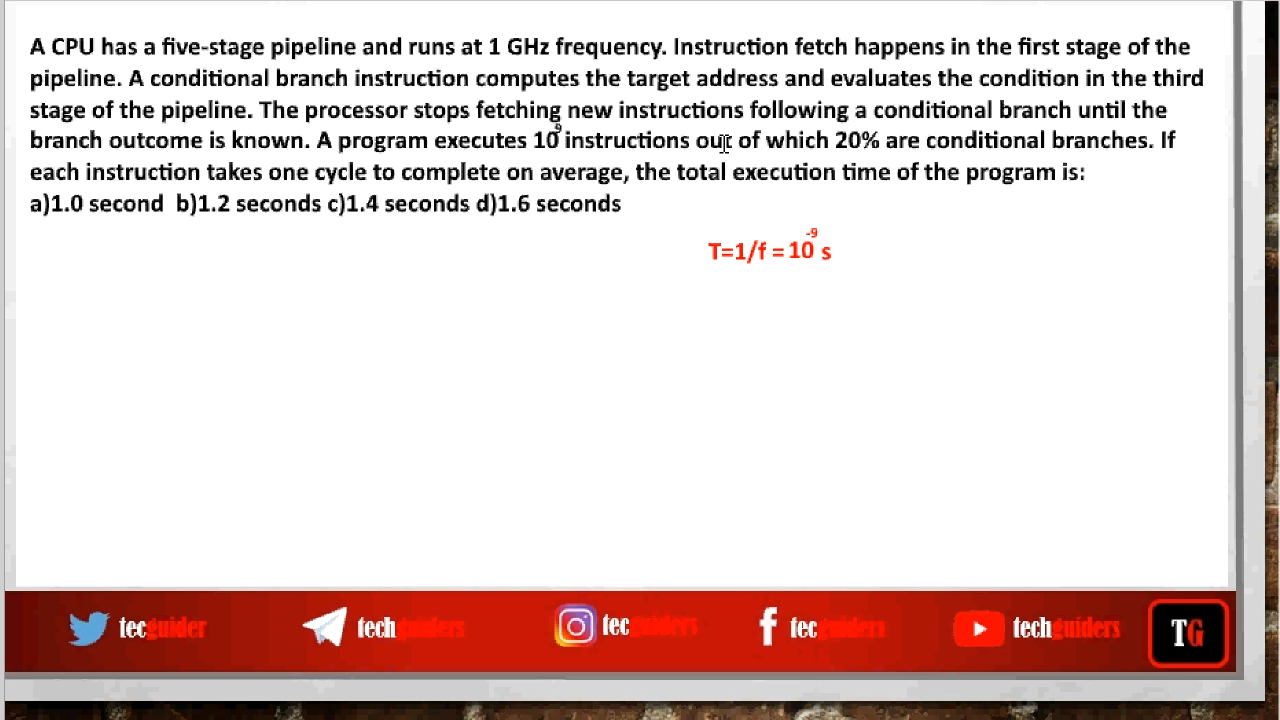 A CPU has a five-stage pipeline and runs at 1 GHz frequency. Instruction fetch happens in the first stage of the
pipeline. A conditional branch instruction computes the target address and evaluates the condition in the third
stage of the pipeline. The processor stops fetching new instructions following a conditional branch until the
branch outcome is known. A program executes 10⁹ instructions out of which 20% are conditional branches. If
each instruction takes one cycle to complete on average, the total execution time of the program is:
a)1.0 second b)1.2 seconds c)1.4 seconds d)1.6 seconds
T=1/f = 10⁻⁹ s
tecguider techguiders tecguiders fecguiders techguiders TG